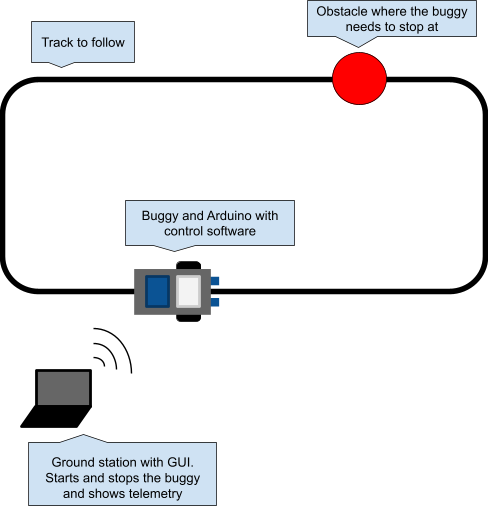 Obstacle where the buggy
needs to stop at
Track to follow
Buggy and Arduino with
control software
Ground station with GUI.
Starts and stops the buggy
and shows telemetry